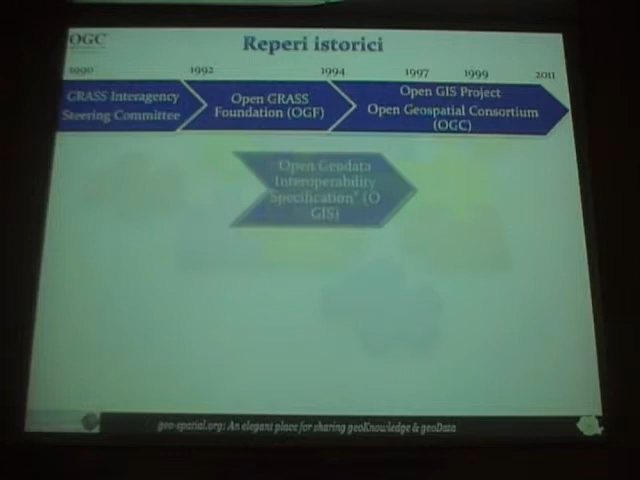 OGC
Reperi istorici
1990 1992 1994 1997 1999 2011
GRASS Interagency
Steering Committee
Open GRASS
Foundation (OGF)
Open GIS Project
Open Geospatial Consortium
(OGC)
"Open Geodata
Interoperability
Specification" (O
GIS)
geo-spatial.org: An elegant place for sharing geoKnowledge & geoData